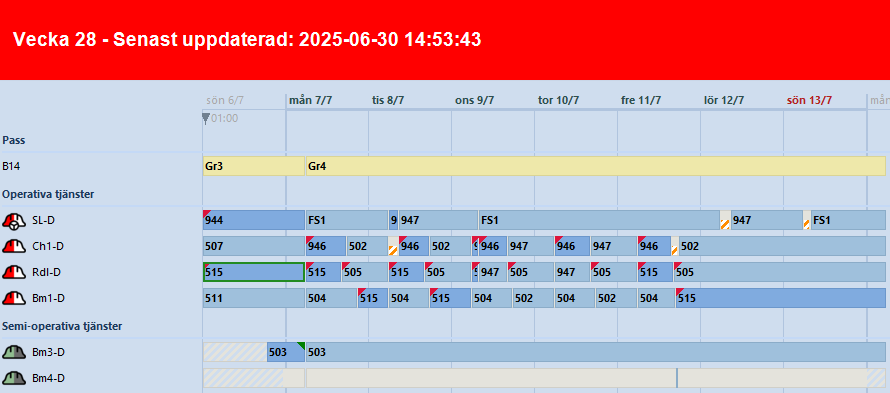 Vecka 28 - Senast uppdaterad: 2025-06-30 14:53:43
sön 6/7 mån 7/7 tis 8/7 ons 9/7 tor 10/7 fre 11/7 lör 12/7 sön 13/7 mån
01:00
Pass
B14 Gr3 Gr4
Operativa tjänster
SL-D 944 FS1 9 947 FS1 947 FS1
Ch1-D 507 946 502 946 502 946 947 946 947 946 502
Rdl-D 515 515 505 515 505 947 505 947 505 515 505
Bm1-D 511 504 515 504 515 504 502 504 502 504 515
Semi-operativa tjänster
Bm3-D 503 503
Bm4-D